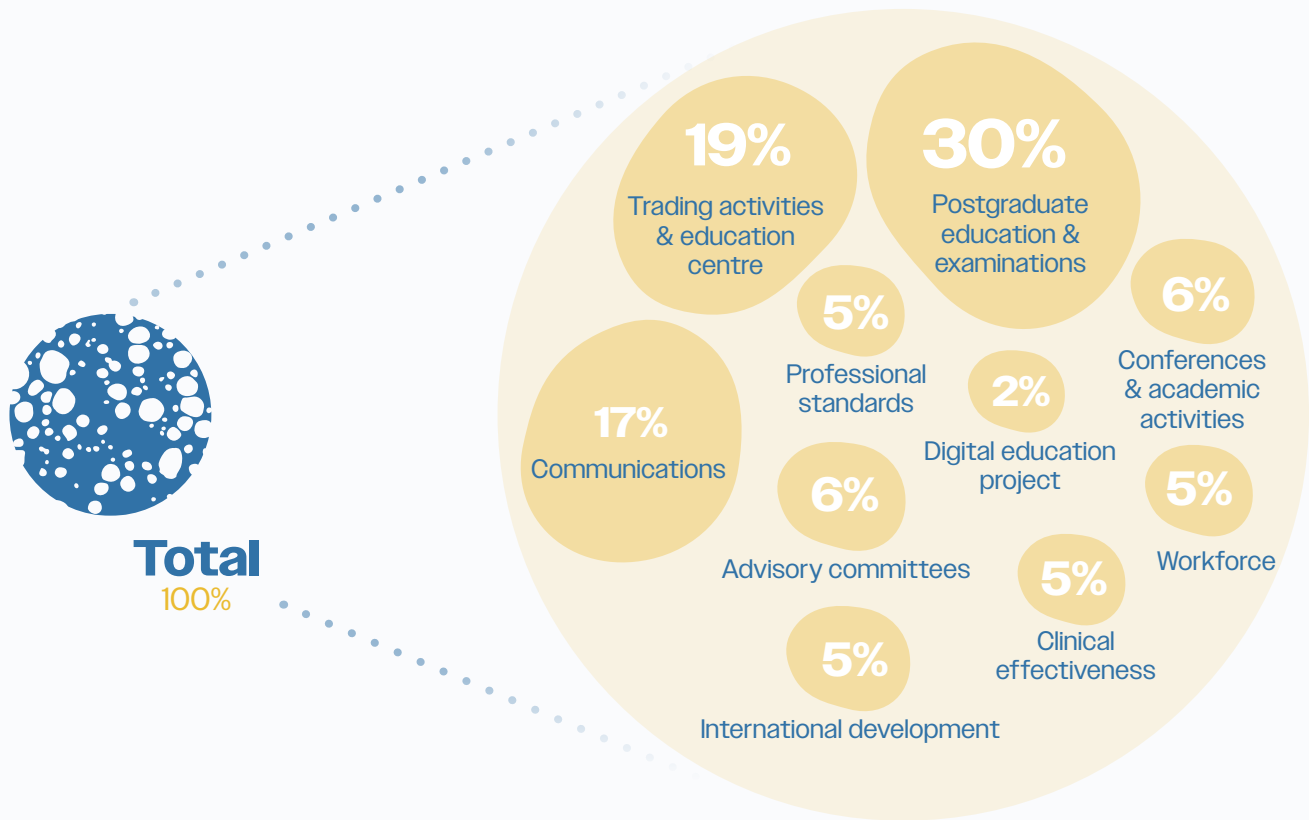 19%
Trading activities
& education
centre
30%
Postgraduate
education &
examinations
6%
Conferences
& academic
activities
5%
Professional
standards
2%
Digital education
project
17%
Communications
6%
Advisory committees
5%
Workforce
5%
Clinical
effectiveness
5%
International development
Total
100%